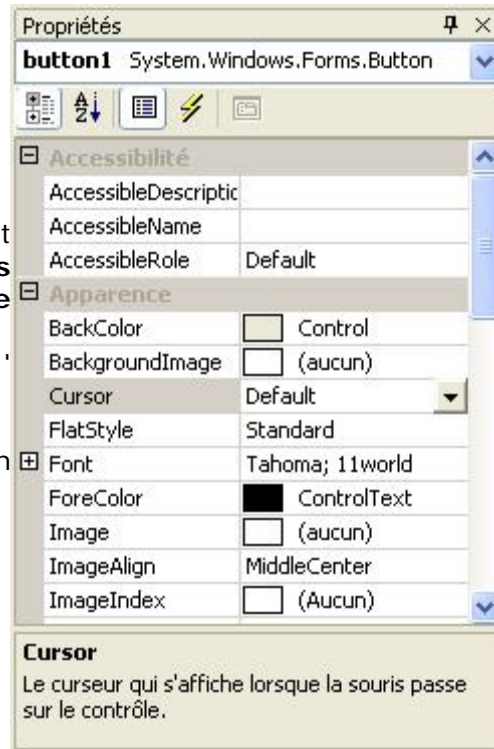 Propriétés
button1 System.Windows.Forms.Button
Accessibilité
AccessibleDescriptic
AccessibleName
t
AccessibleRole Default
s
e
Apparence
BackColor Control
BackgroundImage (aucun)
'
Cursor Default
FlatStyle Standard
n
Font Tahoma; 11world
ForeColor ControlText
Image (aucun)
ImageAlign MiddleCenter
ImageIndex (Aucun)
Cursor
Le curseur qui s'affiche lorsque la souris passe
sur le contrôle.